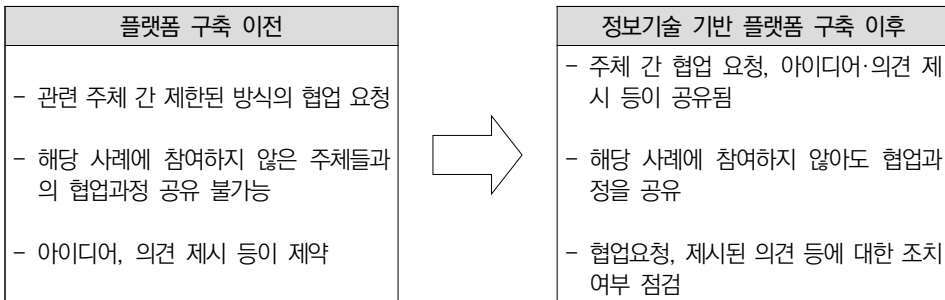 플랫폼 구축 이전
- 관련 주체 간 제한된 방식의 협업 요청
- 해당 사례에 참여하지 않은 주체들과
의 협업과정 공유 불가능
- 아이디어, 의견 제시 등이 제약
정보기술 기반 플랫폼 구축 이후
- 주체 간 협업 요청, 아이디어·의견 제
시 등이 공유됨
- 해당 사례에 참여하지 않아도 협업과
정을 공유
- 협업요청, 제시된 의견 등에 대한 조치
여부 점검